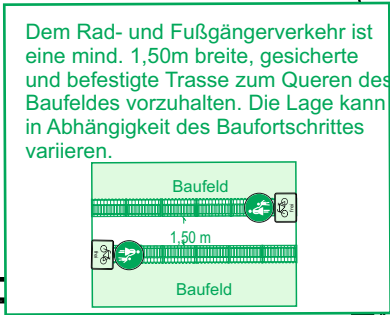 Dem Rad- und Fußgängerverkehr ist
eine mind. 1,50m breite, gesicherte
und befestigte Trasse zum Queren des
Baufeldes vorzuhalten. Die Lage kann
in Abhängigkeit des Baufortschrittes
variieren.
Baufeld
1,50 m
Baufeld